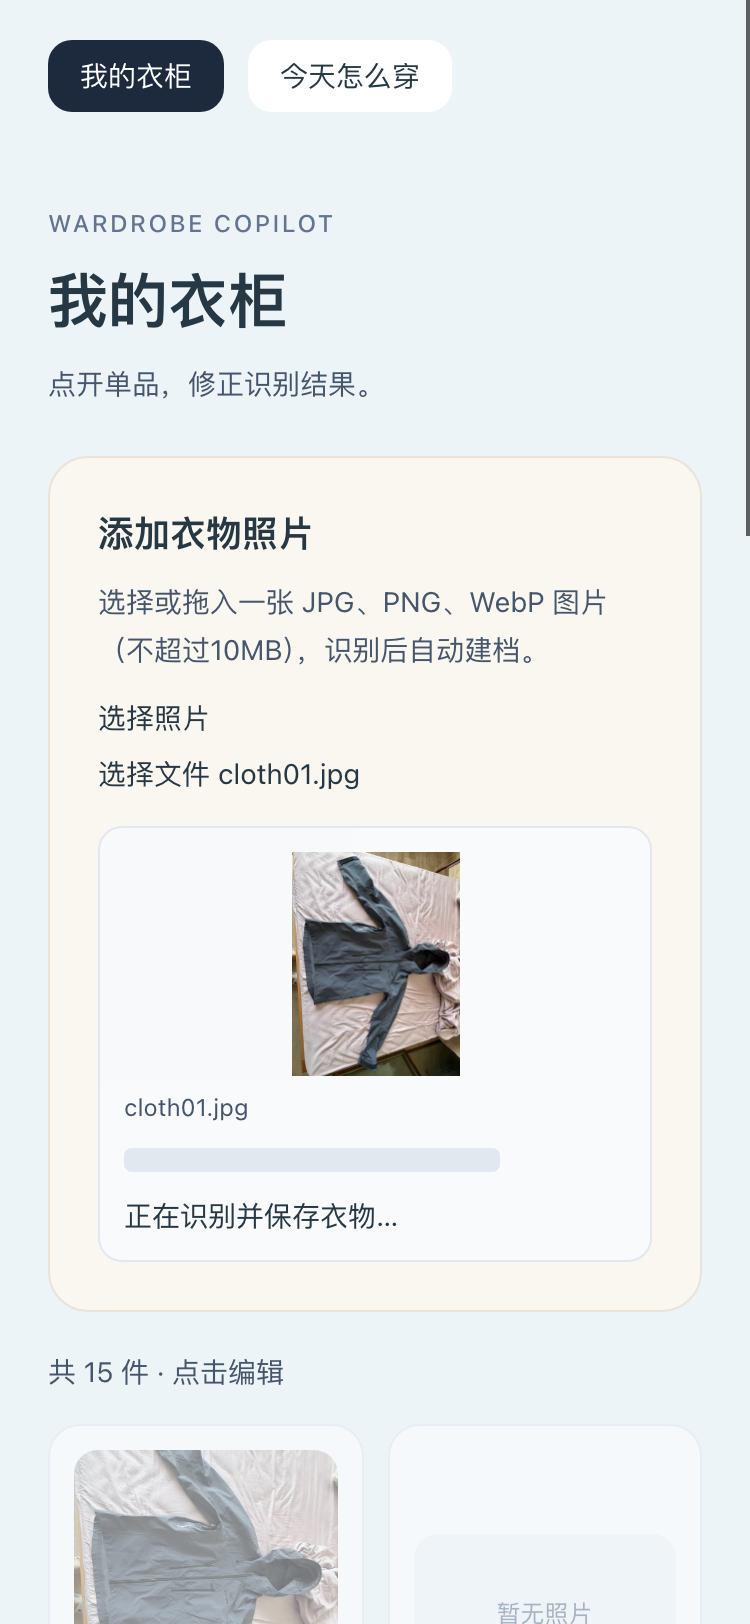 我的衣柜
今天怎么穿
WARDROBE COPILOT
我的衣柜
点开单品，修正识别结果。
添加衣物照片
选择或拖入一张 JPG、PNG、WebP 图片
（不超过10MB），识别后自动建档。
选择照片
选择文件 cloth01.jpg
cloth01.jpg
正在识别并保存衣物...
共 15 件 · 点击编辑
暂无照片